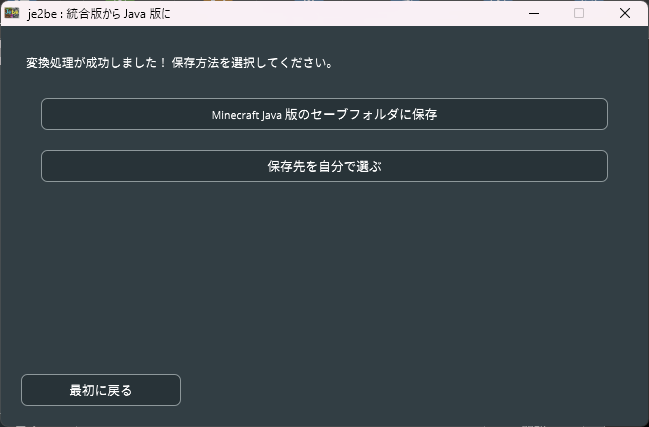 je2be : 統合版から Java 版に
変換処理が成功しました！ 保存方法を選択してください。
Minecraft Java 版のセーブフォルダに保存
保存先を自分で選ぶ
最初に戻る